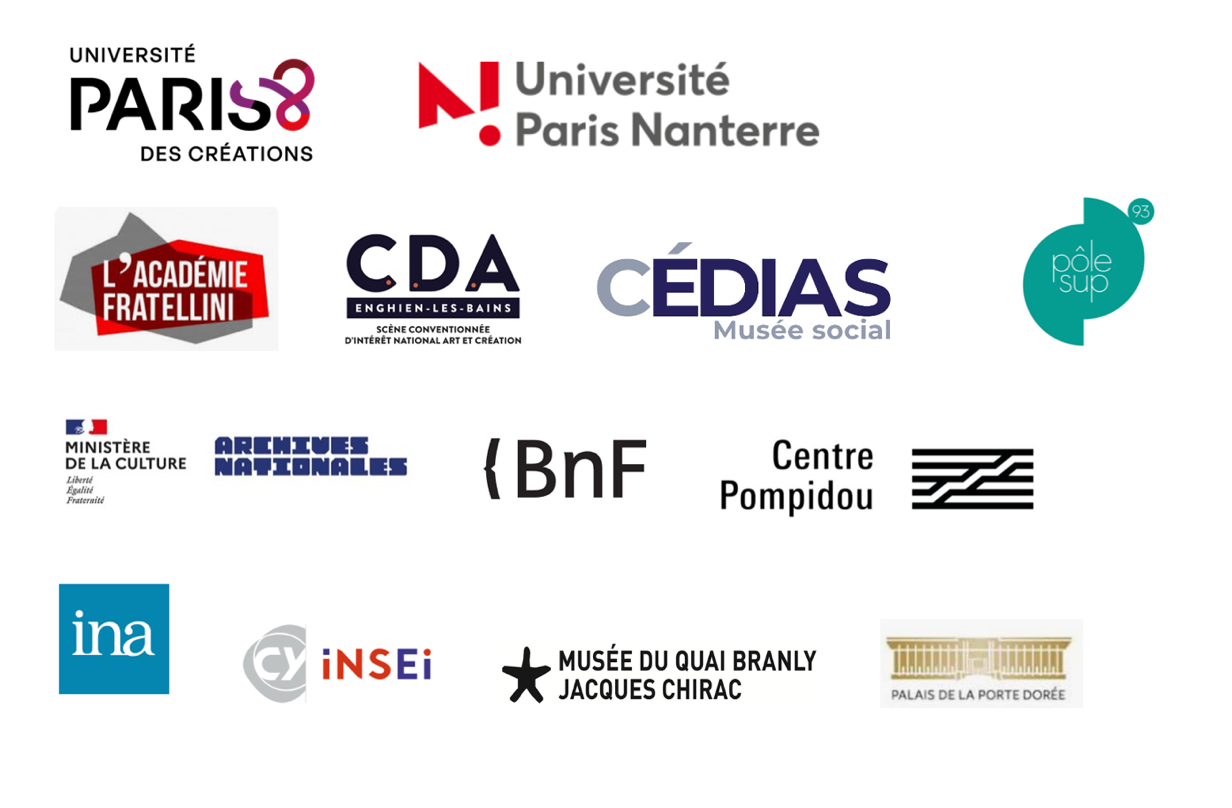 UNIVERSITÉ
PARIS8
DES CRÉATIONS
Université
Paris Nanterre
L'ACADÉMIE
FRATELLINI
C.D.A
ENGHIEN-LES-BAINS
SCÈNE CONVENTIONNÉE
D'INTÉRÊT NATIONAL ART ET CRÉATION
CÉDIAS
Musée social
93
pôle
sup
MINISTÈRE
DE LA CULTURE
Liberté
Égalité
Fraternité
ARCHIVES
NATIONALES
BnF
Centre
Pompidou
ina
CY
iNSEi
MUSÉE DU QUAI BRANLY
JACQUES CHIRAC
PALAIS DE LA PORTE DORÉE